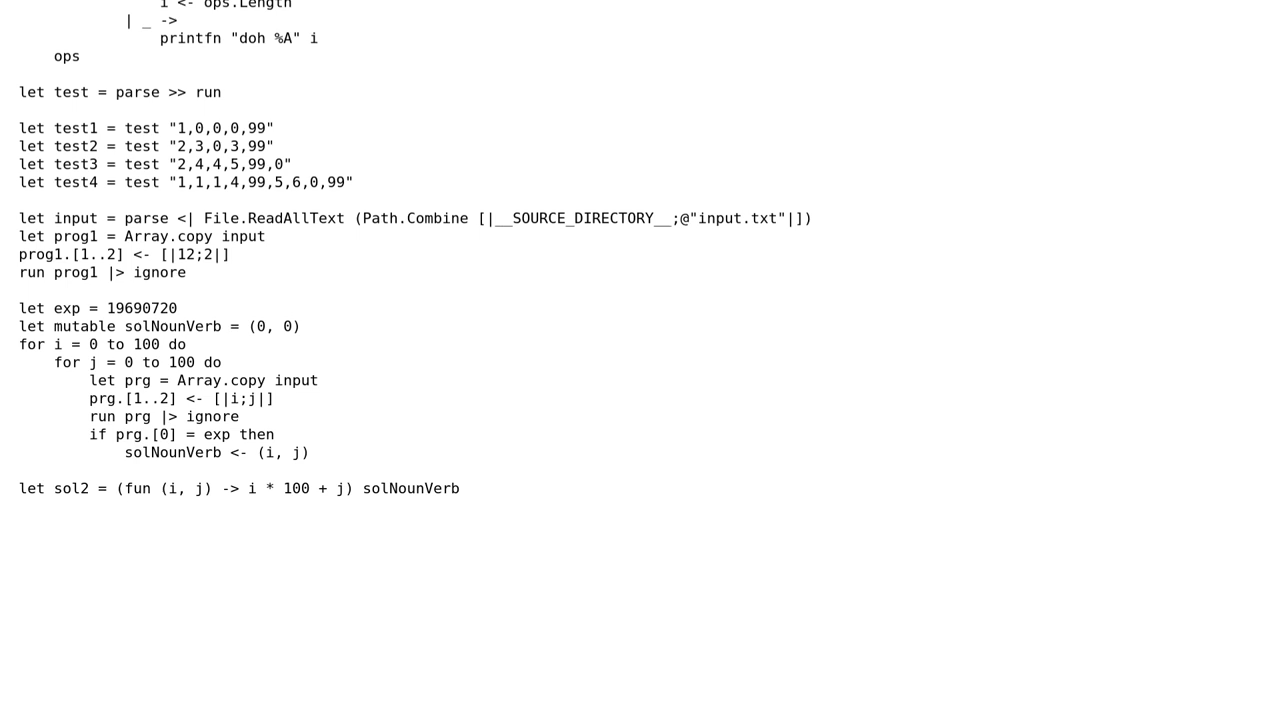 i <- ops.Length
| _ ->
printfn "doh %A" i
ops
let test = parse >> run
let test1 = test "1,0,0,0,99"
let test2 = test "2,3,0,3,99"
let test3 = test "2,4,4,5,99,0"
let test4 = test "1,1,1,4,99,5,6,0,99"
let input = parse <| File.ReadAllText (Path.Combine [|__SOURCE_DIRECTORY__;@"input.txt"|])
let prog1 = Array.copy input
prog1.[1..2] <- [|12;2|]
run prog1 |> ignore
let exp = 19690720
let mutable solNounVerb = (0, 0)
for i = 0 to 100 do
for j = 0 to 100 do
let prg = Array.copy input
prg.[1..2] <- [|i;j|]
run prg |> ignore
if prg.[0] = exp then
solNounVerb <- (i, j)
let sol2 = (fun (i, j) -> i * 100 + j) solNounVerb